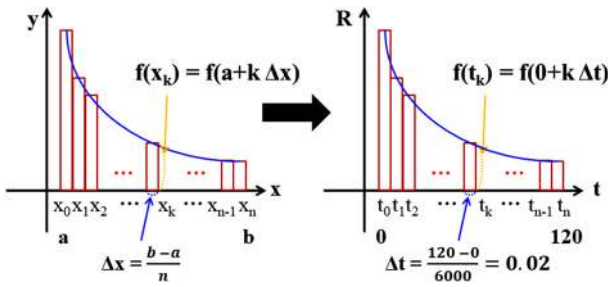 y
f(xₖ) = f(a+k Δx)
... ...
x
x₀ x₁ x₂ ... xₖ ... xₙ₋₁ xₙ
a b
Δx = (b−a)/n
R
f(tₖ) = f(0+k Δt)
... ...
t
t₀ t₁ t₂ ... tₖ ... tₙ₋₁ tₙ
0 120
Δt = (120−0)/6000 = 0.02